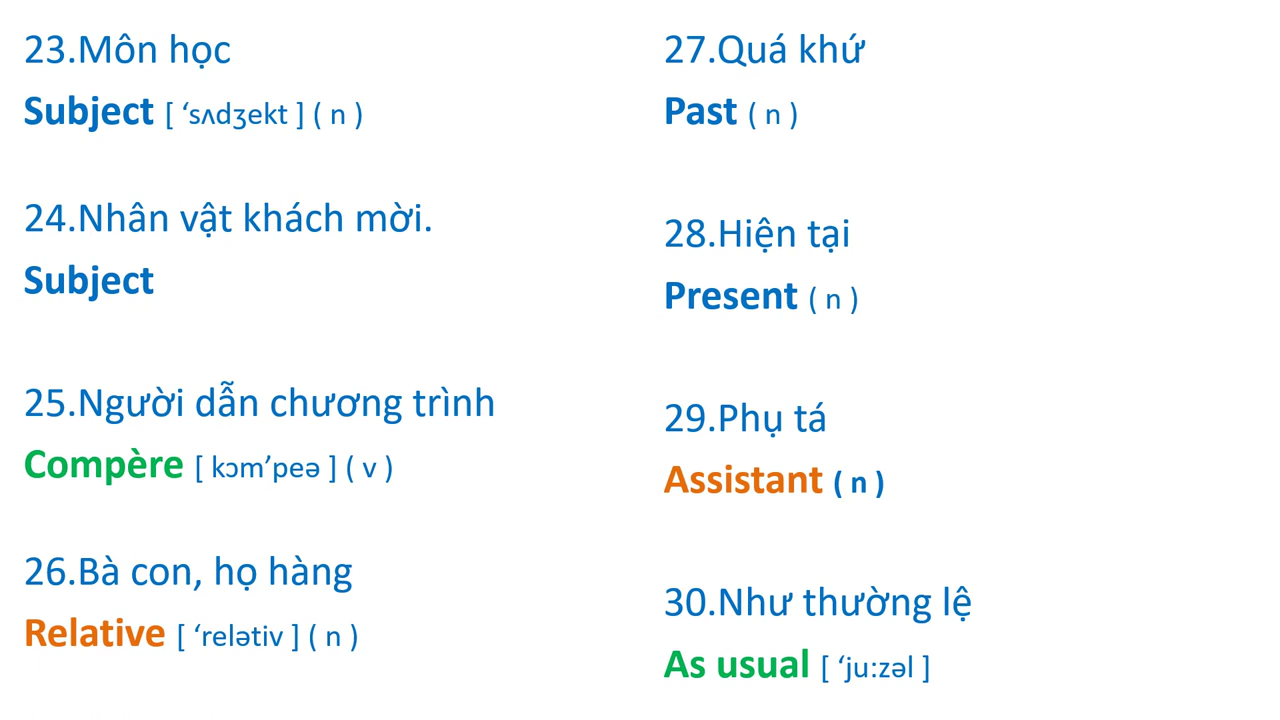 23.Môn học
Subject [ ‘sʌdʒekt ] ( n )
24.Nhân vật khách mời.
Subject
25.Người dẫn chương trình
Compère [ kɔm’peə ] ( v )
26.Bà con, họ hàng
Relative [ ‘relətiv ] ( n )
27.Quá khứ
Past ( n )
28.Hiện tại
Present ( n )
29.Phụ tá
Assistant ( n )
30.Như thường lệ
As usual [ ‘ju:zəl ]